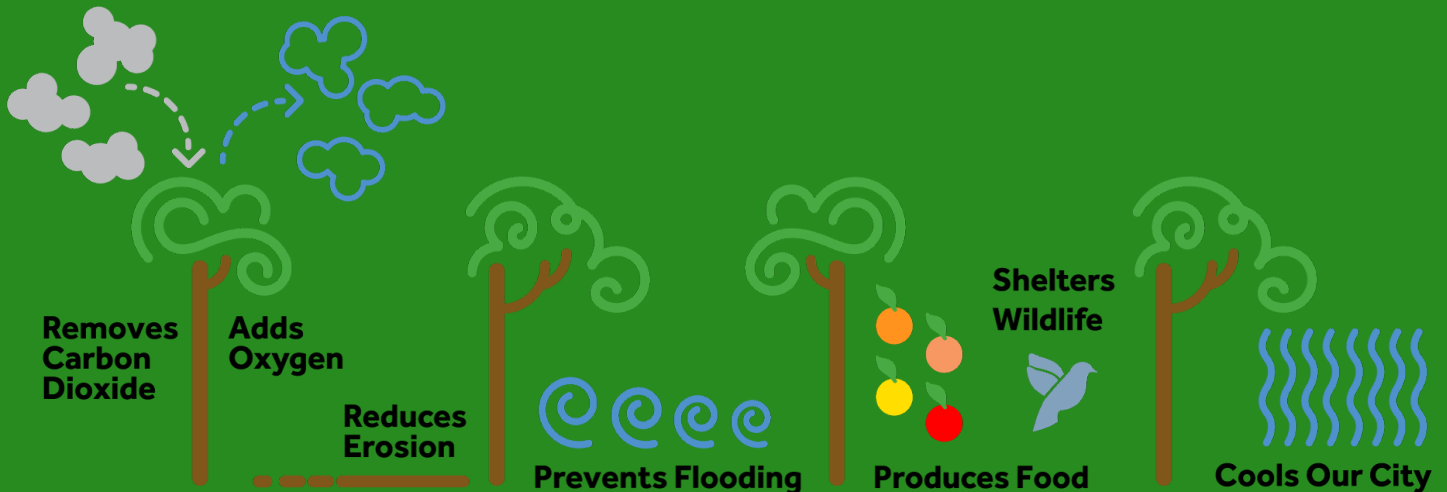 Removes
Carbon
Dioxide
Adds
Oxygen
Reduces
Erosion
Prevents Flooding
Produces Food
Shelters
Wildlife
Cools Our City